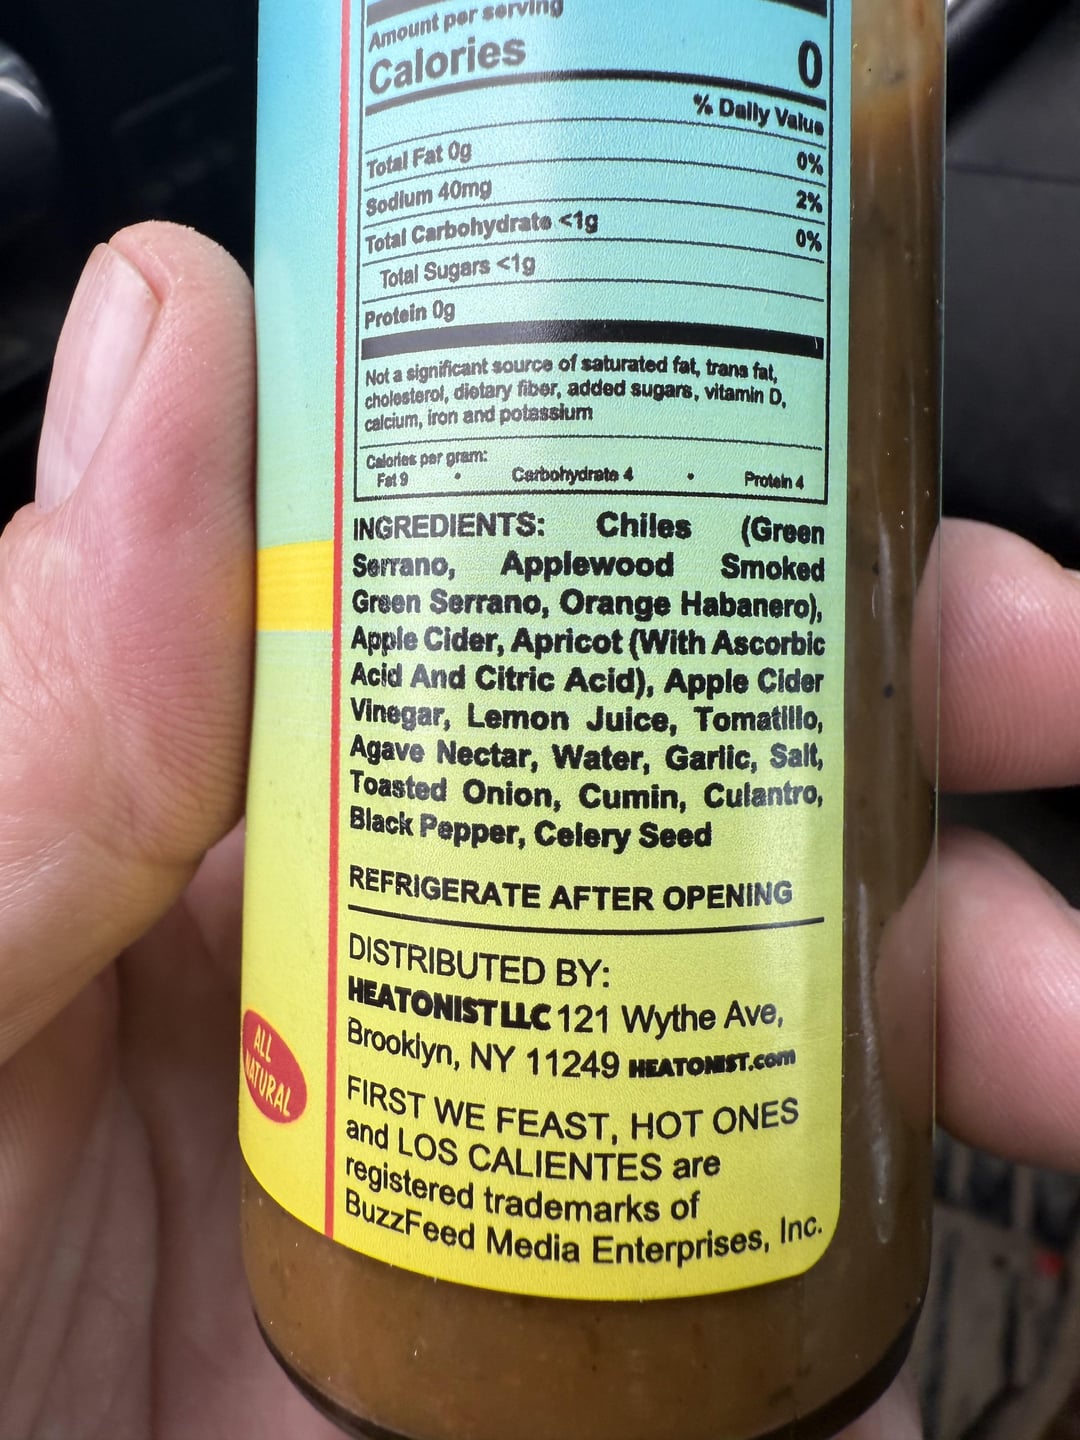 Amount per serving
Calories 0
% Daily Value
Total Fat 0g 0%
Sodium 40mg 2%
Total Carbohydrate <1g 0%
Total Sugars <1g
Protein 0g
Not a significant source of saturated fat, trans fat,
cholesterol, dietary fiber, added sugars, vitamin D,
calcium, iron and potassium
Calories per gram:
Fat 9 • Carbohydrate 4 • Protein 4
INGREDIENTS: Chiles (Green
Serrano, Applewood Smoked
Green Serrano, Orange Habanero),
Apple Cider, Apricot (With Ascorbic
Acid And Citric Acid), Apple Cider
Vinegar, Lemon Juice, Tomatillo,
Agave Nectar, Water, Garlic, Salt,
Toasted Onion, Cumin, Culantro,
Black Pepper, Celery Seed
REFRIGERATE AFTER OPENING
DISTRIBUTED BY:
HEATONIST LLC 121 Wythe Ave,
Brooklyn, NY 11249 HEATONIST.com
FIRST WE FEAST, HOT ONES
and LOS CALIENTES are
registered trademarks of
BuzzFeed Media Enterprises, Inc.
ALL
NATURAL